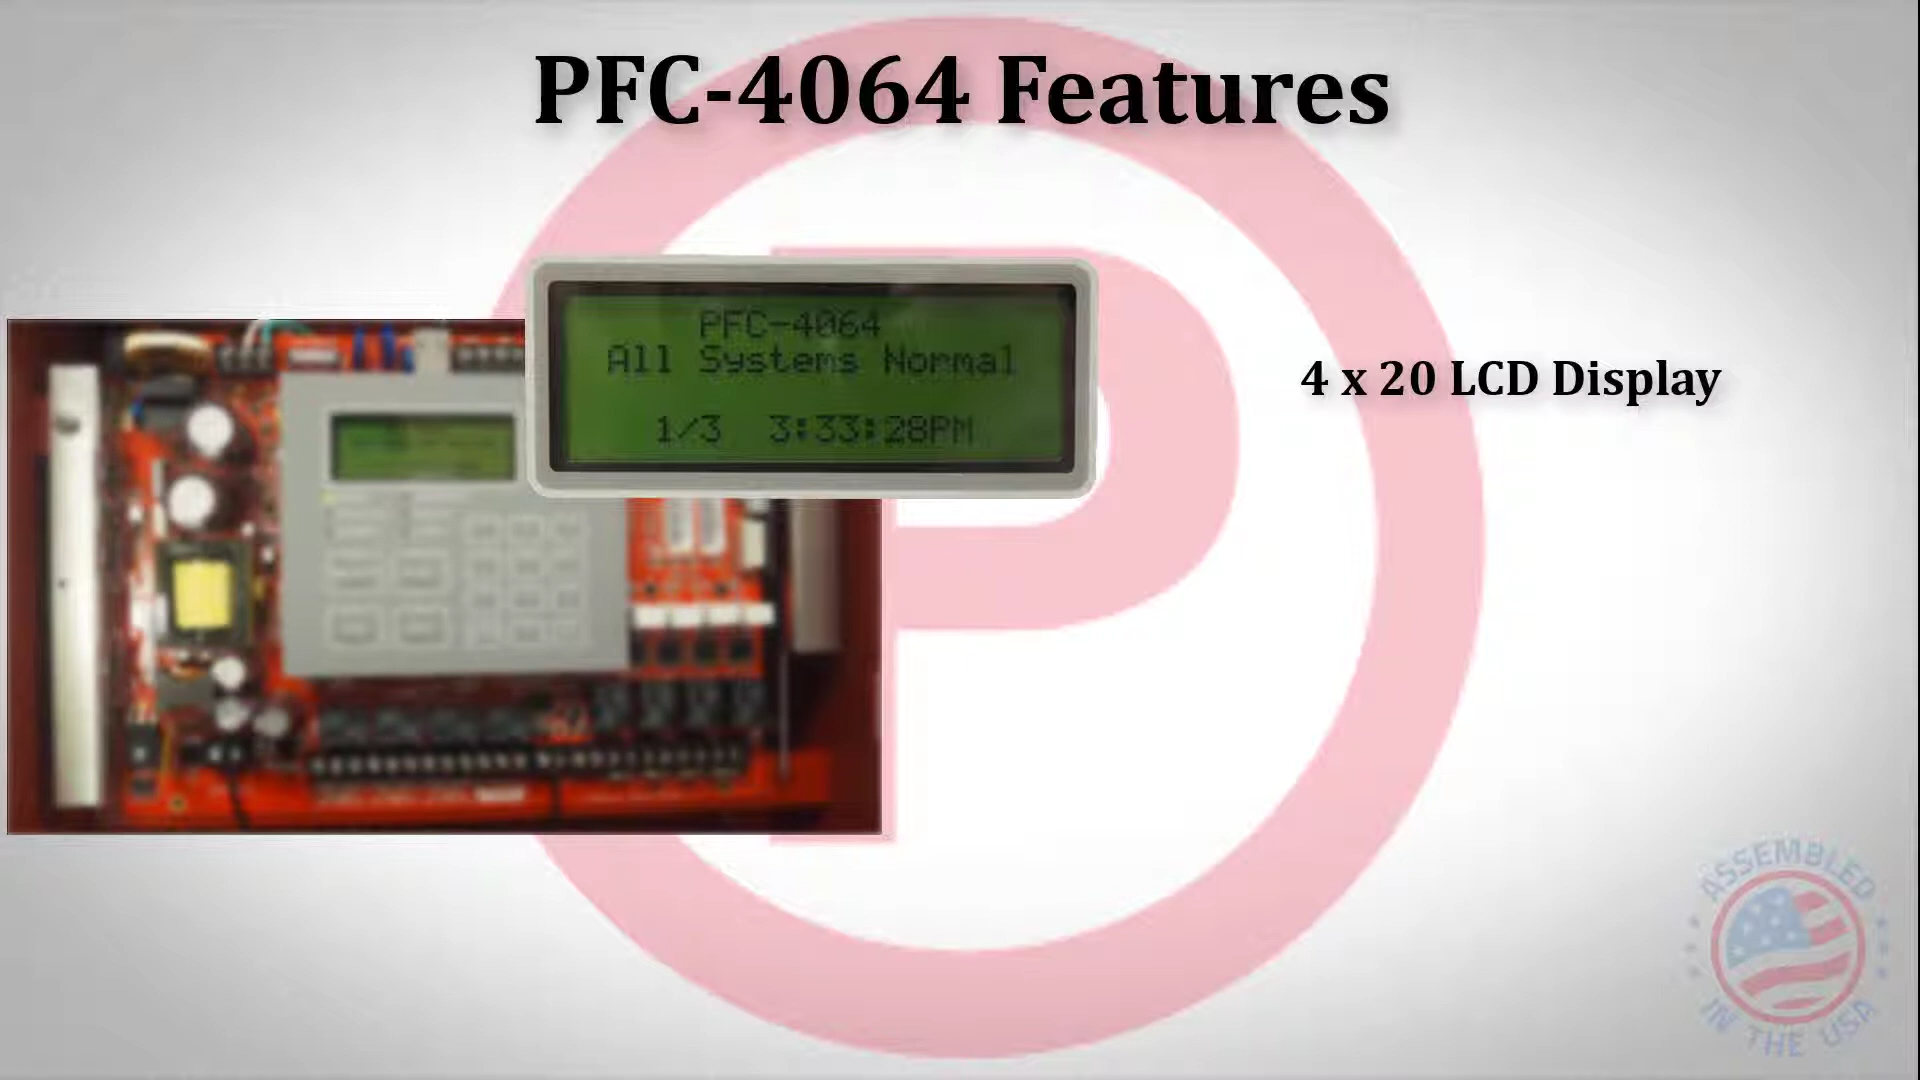 PFC-4064 Features
PFC-4064
All Systems Normal
1/3 3:33:28PM
4 x 20 LCD Display
ASSEMBLED
IN THE USA